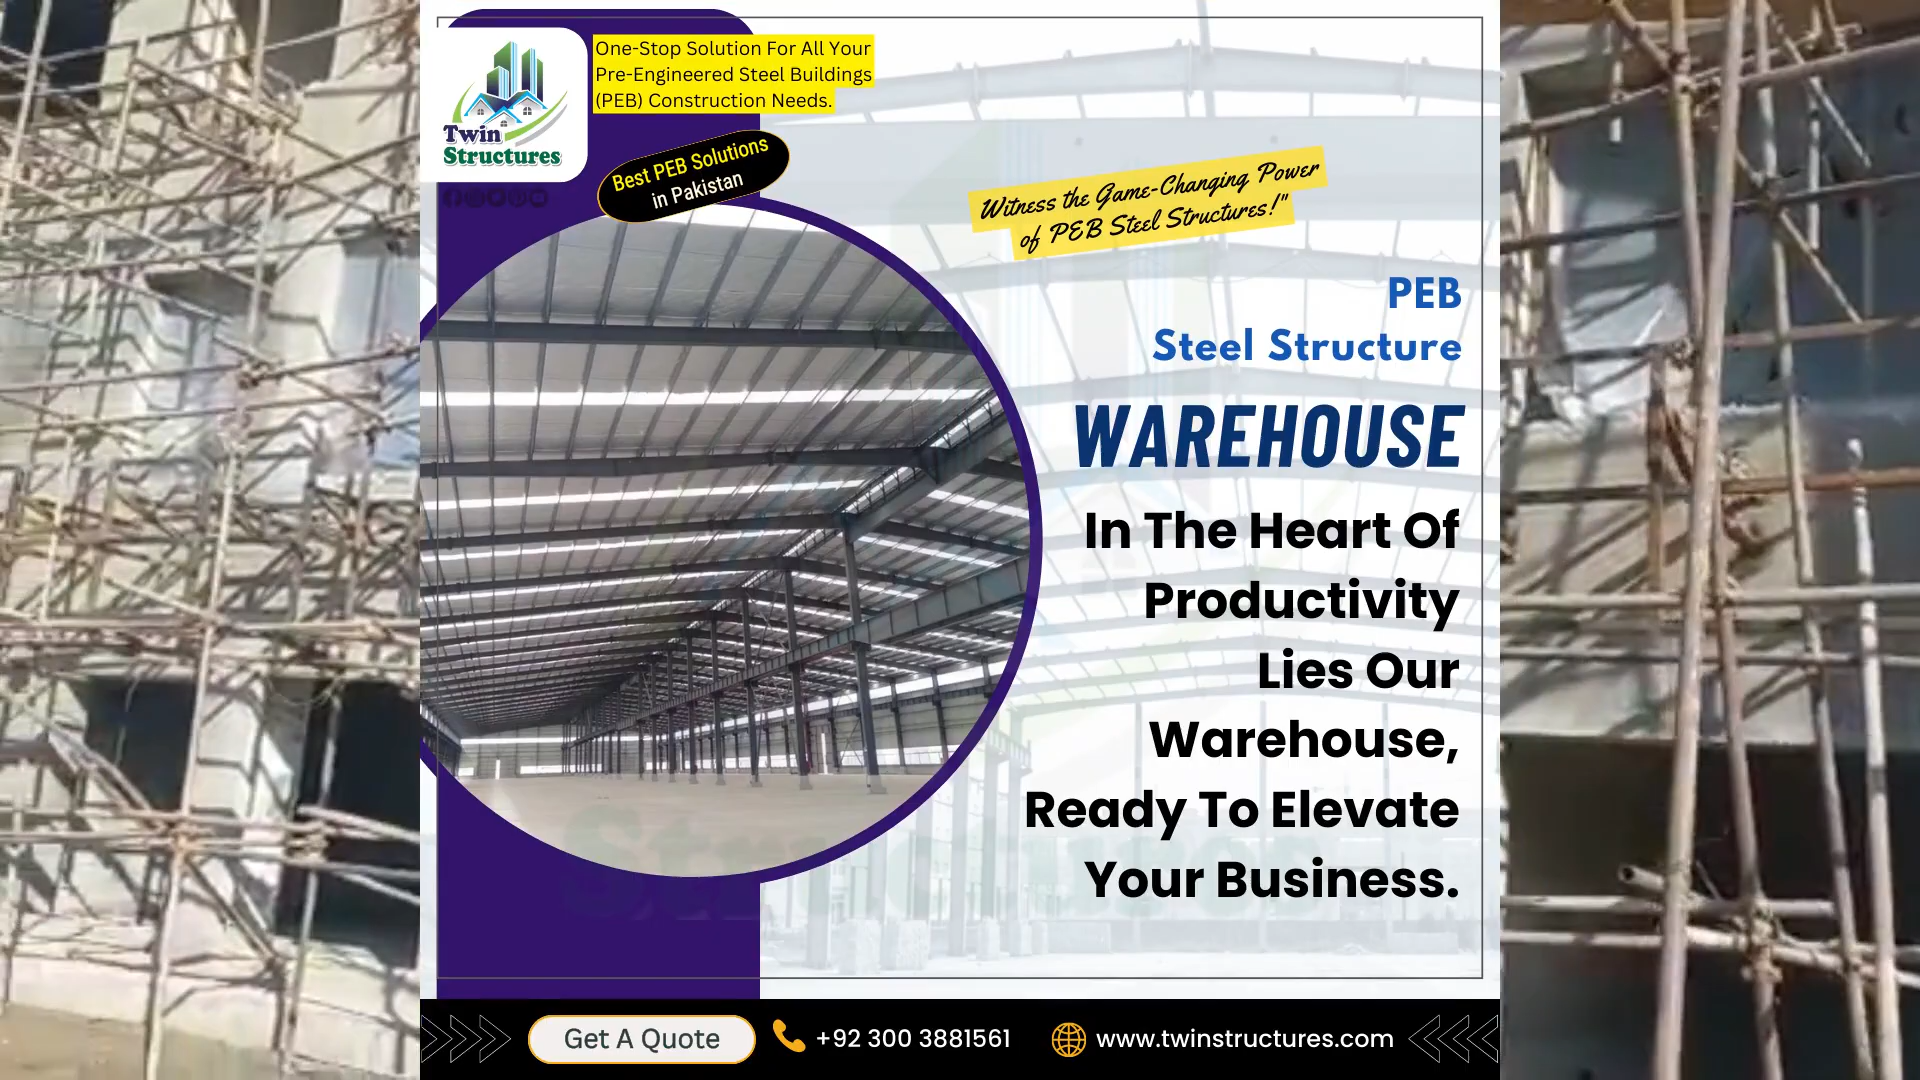 One-Stop Solution For All Your
Pre-Engineered Steel Buildings
(PEB) Construction Needs.
Twin
Structures
Best PEB Solutions
in Pakistan
Witness the Game-Changing Power
of PEB Steel Structures!"
PEB
Steel Structure
WAREHOUSE
In The Heart Of
Productivity
Lies Our
Warehouse,
Ready To Elevate
Your Business.
Structures
Get A Quote
+92 300 3881561
www.twinstructures.com